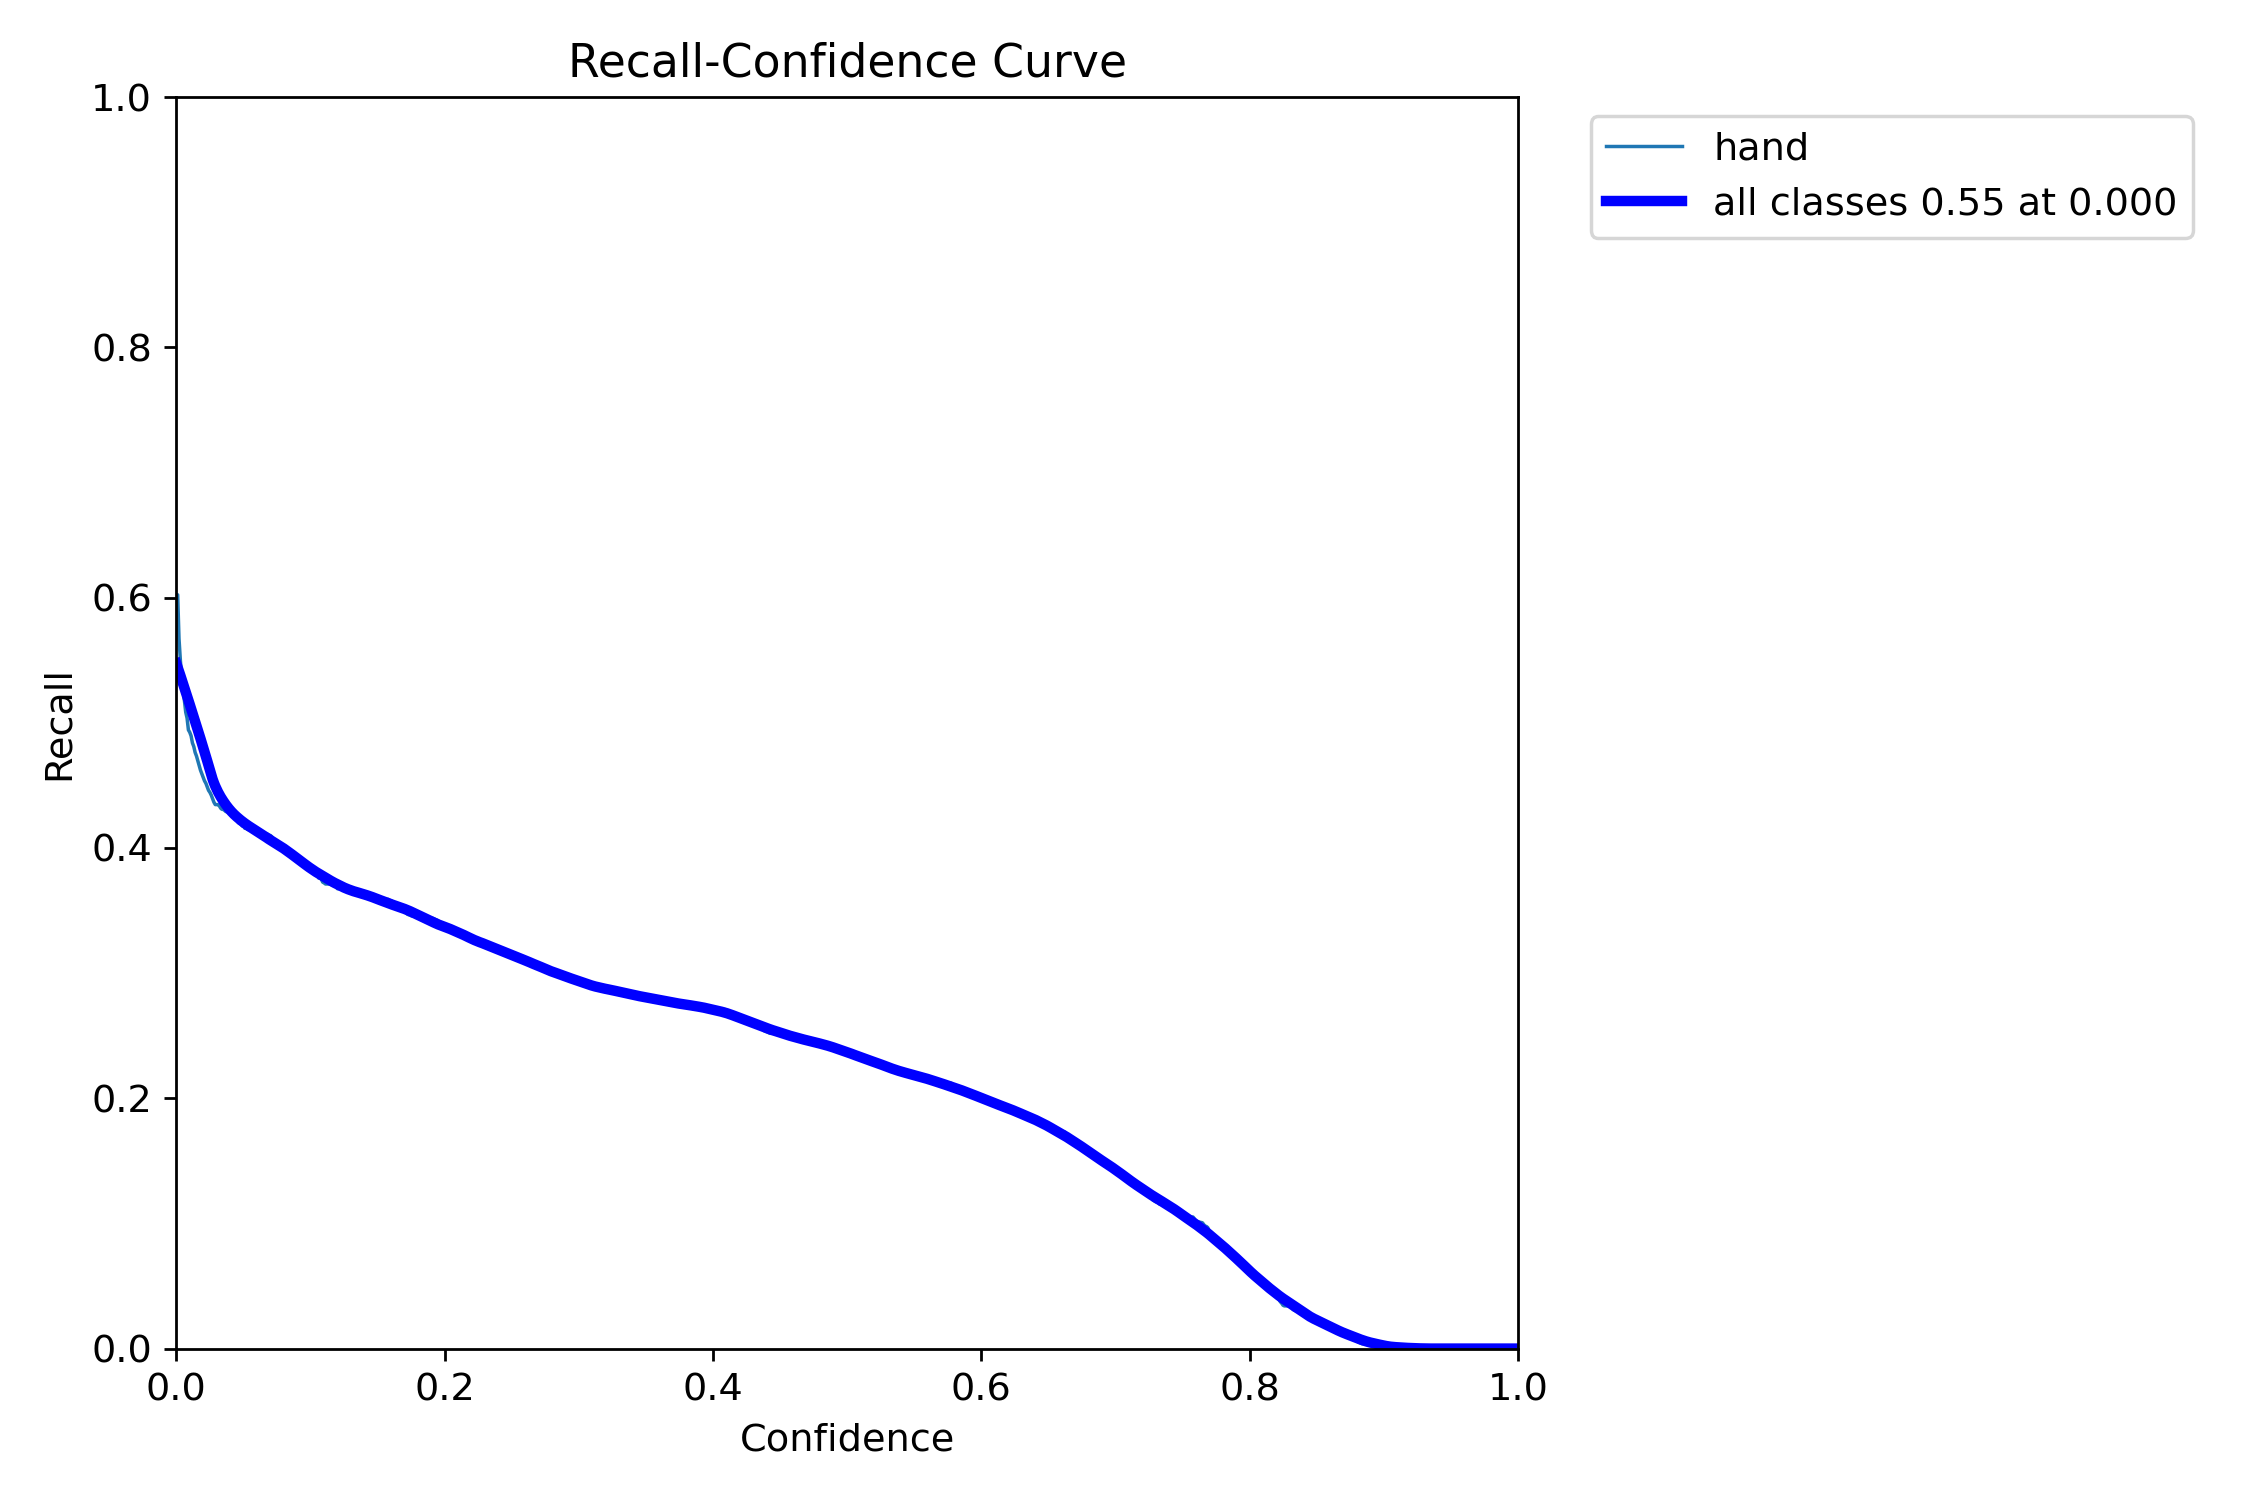 Recall-Confidence Curve
hand
all classes 0.55 at 0.000
1.0
0.8
0.6
0.4
0.2
0.0
Recall
0.0 0.2 0.4 0.6 0.8 1.0
Confidence